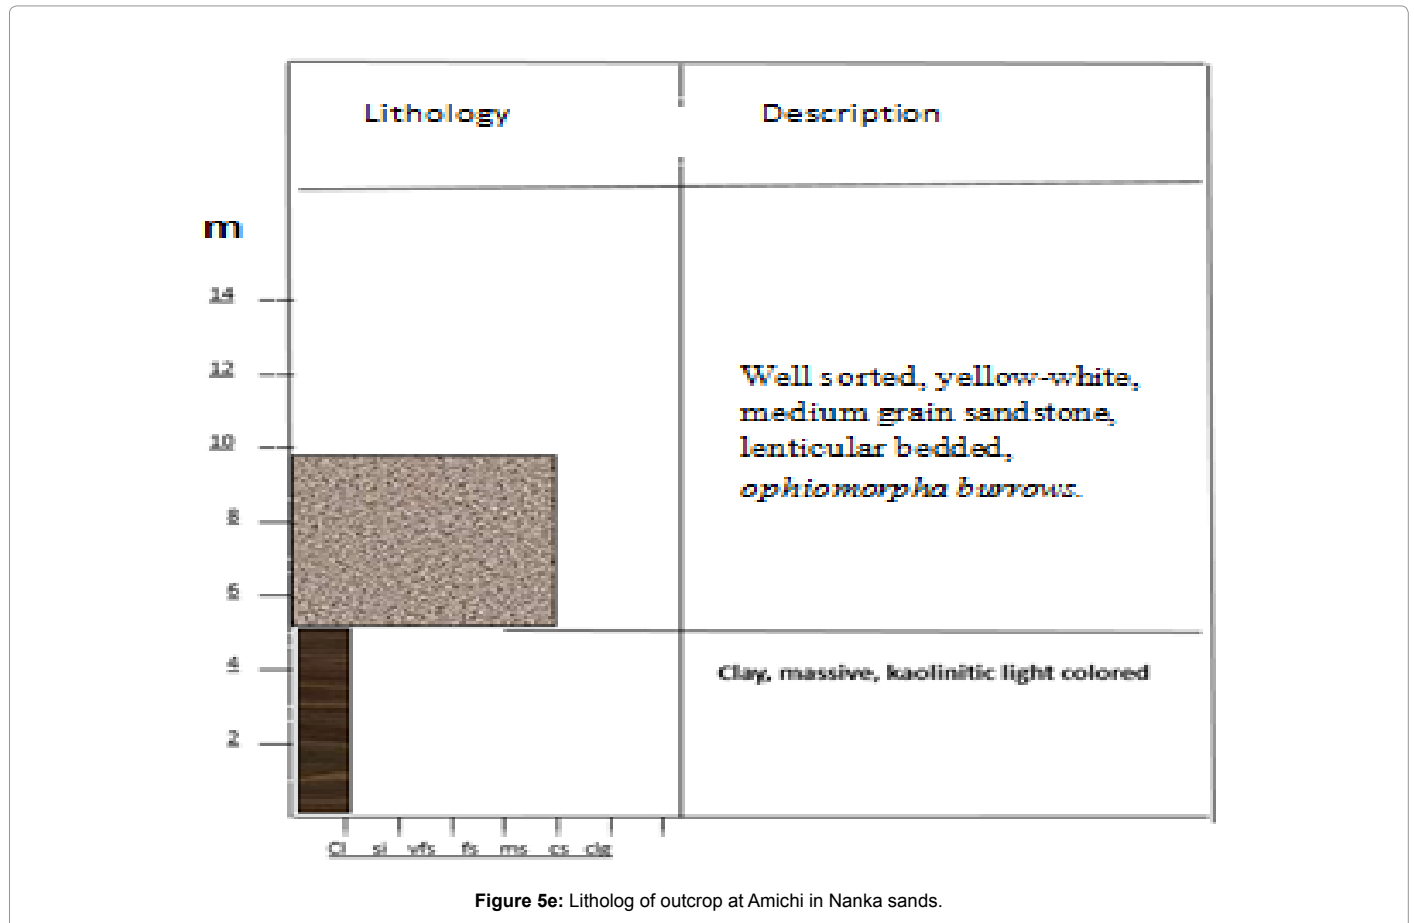 Lithology
Description
m
14
12
10
8
6
4
2
Well sorted, yellow-white,
medium grain sandstone,
lenticular bedded,
ophiomorpha burrows.
Clay, massive, kaolinitic light colored
Cl si vfs fs ms cs clg
Figure 5e: Litholog of outcrop at Amichi in Nanka sands.